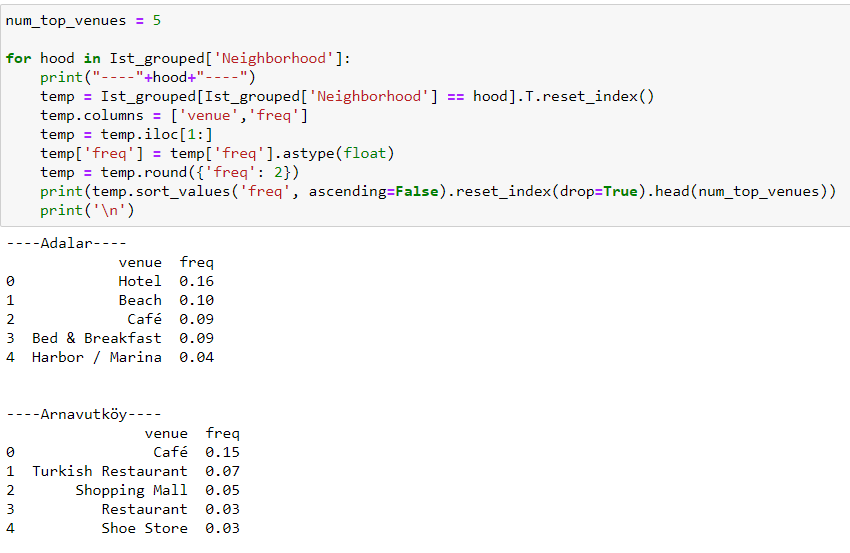 num_top_venues = 5
for hood in Ist_grouped['Neighborhood']:
    print("----"+hood+"----")
    temp = Ist_grouped[Ist_grouped['Neighborhood'] == hood].T.reset_index()
    temp.columns = ['venue','freq']
    temp = temp.iloc[1:]
    temp['freq'] = temp['freq'].astype(float)
    temp = temp.round({'freq': 2})
    print(temp.sort_values('freq', ascending=False).reset_index(drop=True).head(num_top_venues))
    print('\n')
----Adalar----
             venue  freq
0            Hotel  0.16
1            Beach  0.10
2             Café  0.09
3  Bed & Breakfast  0.09
4  Harbor / Marina  0.04
----Arnavutköy----
                venue  freq
0                Café  0.15
1  Turkish Restaurant  0.07
2       Shopping Mall  0.05
3          Restaurant  0.03
4          Shoe Store  0.03